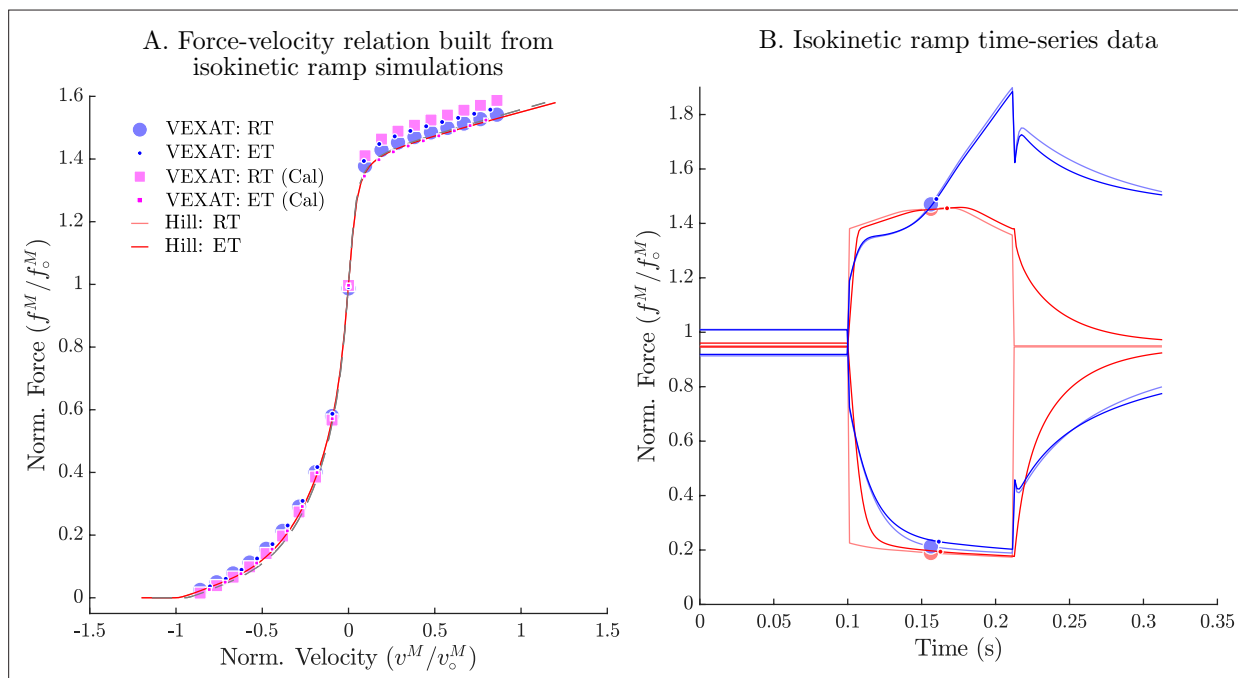 A. Force-velocity relation built from
isokinetic ramp simulations
1.6
1.4
1.2
1
0.8
0.6
0.4
0.2
0
Norm. Force (f^M/f_∘^M)
VEXAT: RT
VEXAT: ET
VEXAT: RT (Cal)
VEXAT: ET (Cal)
Hill: RT
Hill: ET
-1.5 -1 -0.5 0 0.5 1 1.5
Norm. Velocity (v^M/v_∘^M)
B. Isokinetic ramp time-series data
1.8
1.6
1.4
1.2
1
0.8
0.6
0.4
0.2
0
Norm. Force (f^M/f_∘^M)
0 0.05 0.1 0.15 0.2 0.25 0.3 0.35
Time (s)